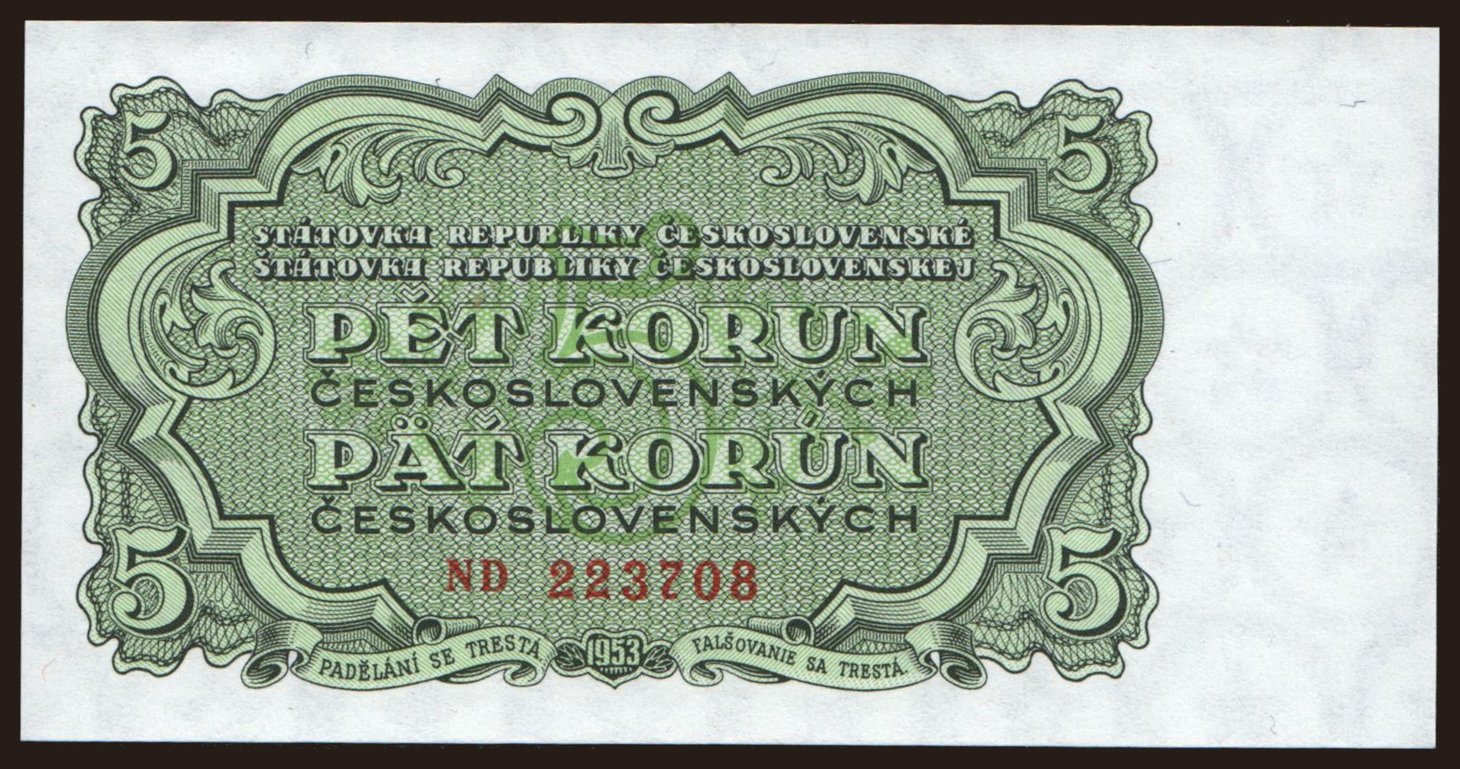 5 5
STÁTOVKA REPUBLIKY ČESKOSLOVENSKÉ
ŠTÁTOVKA REPUBLIKY ČESKOSLOVENSKEJ
PĚT KORUN
ČESKOSLOVENSKÝCH
PÄŤ KORÚN
ČESKOSLOVENSKÝCH
ND 223708
5 5
PADĚLÁNÍ SE TRESTÁ 1953 FALŠOVANIE SA TRESTÁ.